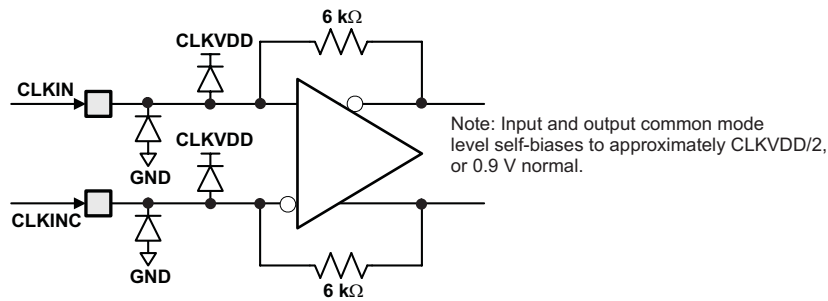 6 kΩ
CLKVDD
CLKIN
CLKVDD
GND
Note: Input and output common mode
level self-biases to approximately CLKVDD/2,
or 0.9 V normal.
CLKINC
GND
6 kΩ